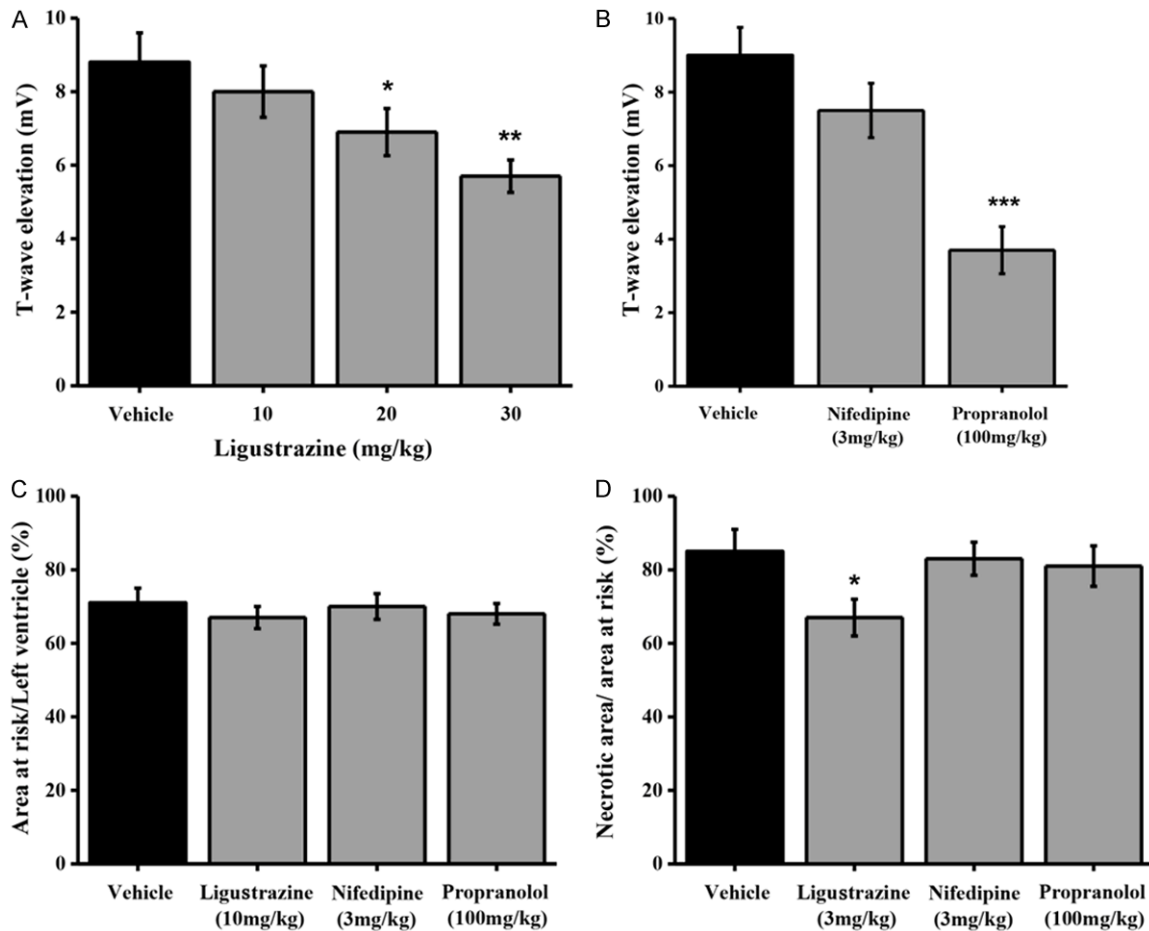 A
T-wave elevation (mV)
10
8
6
4
2
0
*
**
Vehicle 10 20 30
Ligustrazine (mg/kg)
B
T-wave elevation (mV)
10
8
6
4
2
0
***
Vehicle Nifedipine Propranolol
(3mg/kg) (100mg/kg)
C
Area at risk/Left ventricle (%)
100
80
60
40
20
0
Vehicle Ligustrazine Nifedipine Propranolol
(10mg/kg) (3mg/kg) (100mg/kg)
D
Necrotic area/ area at risk (%)
100
80
60
40
20
0
*
Vehicle Ligustrazine Nifedipine Propranolol
(3mg/kg) (3mg/kg) (100mg/kg)